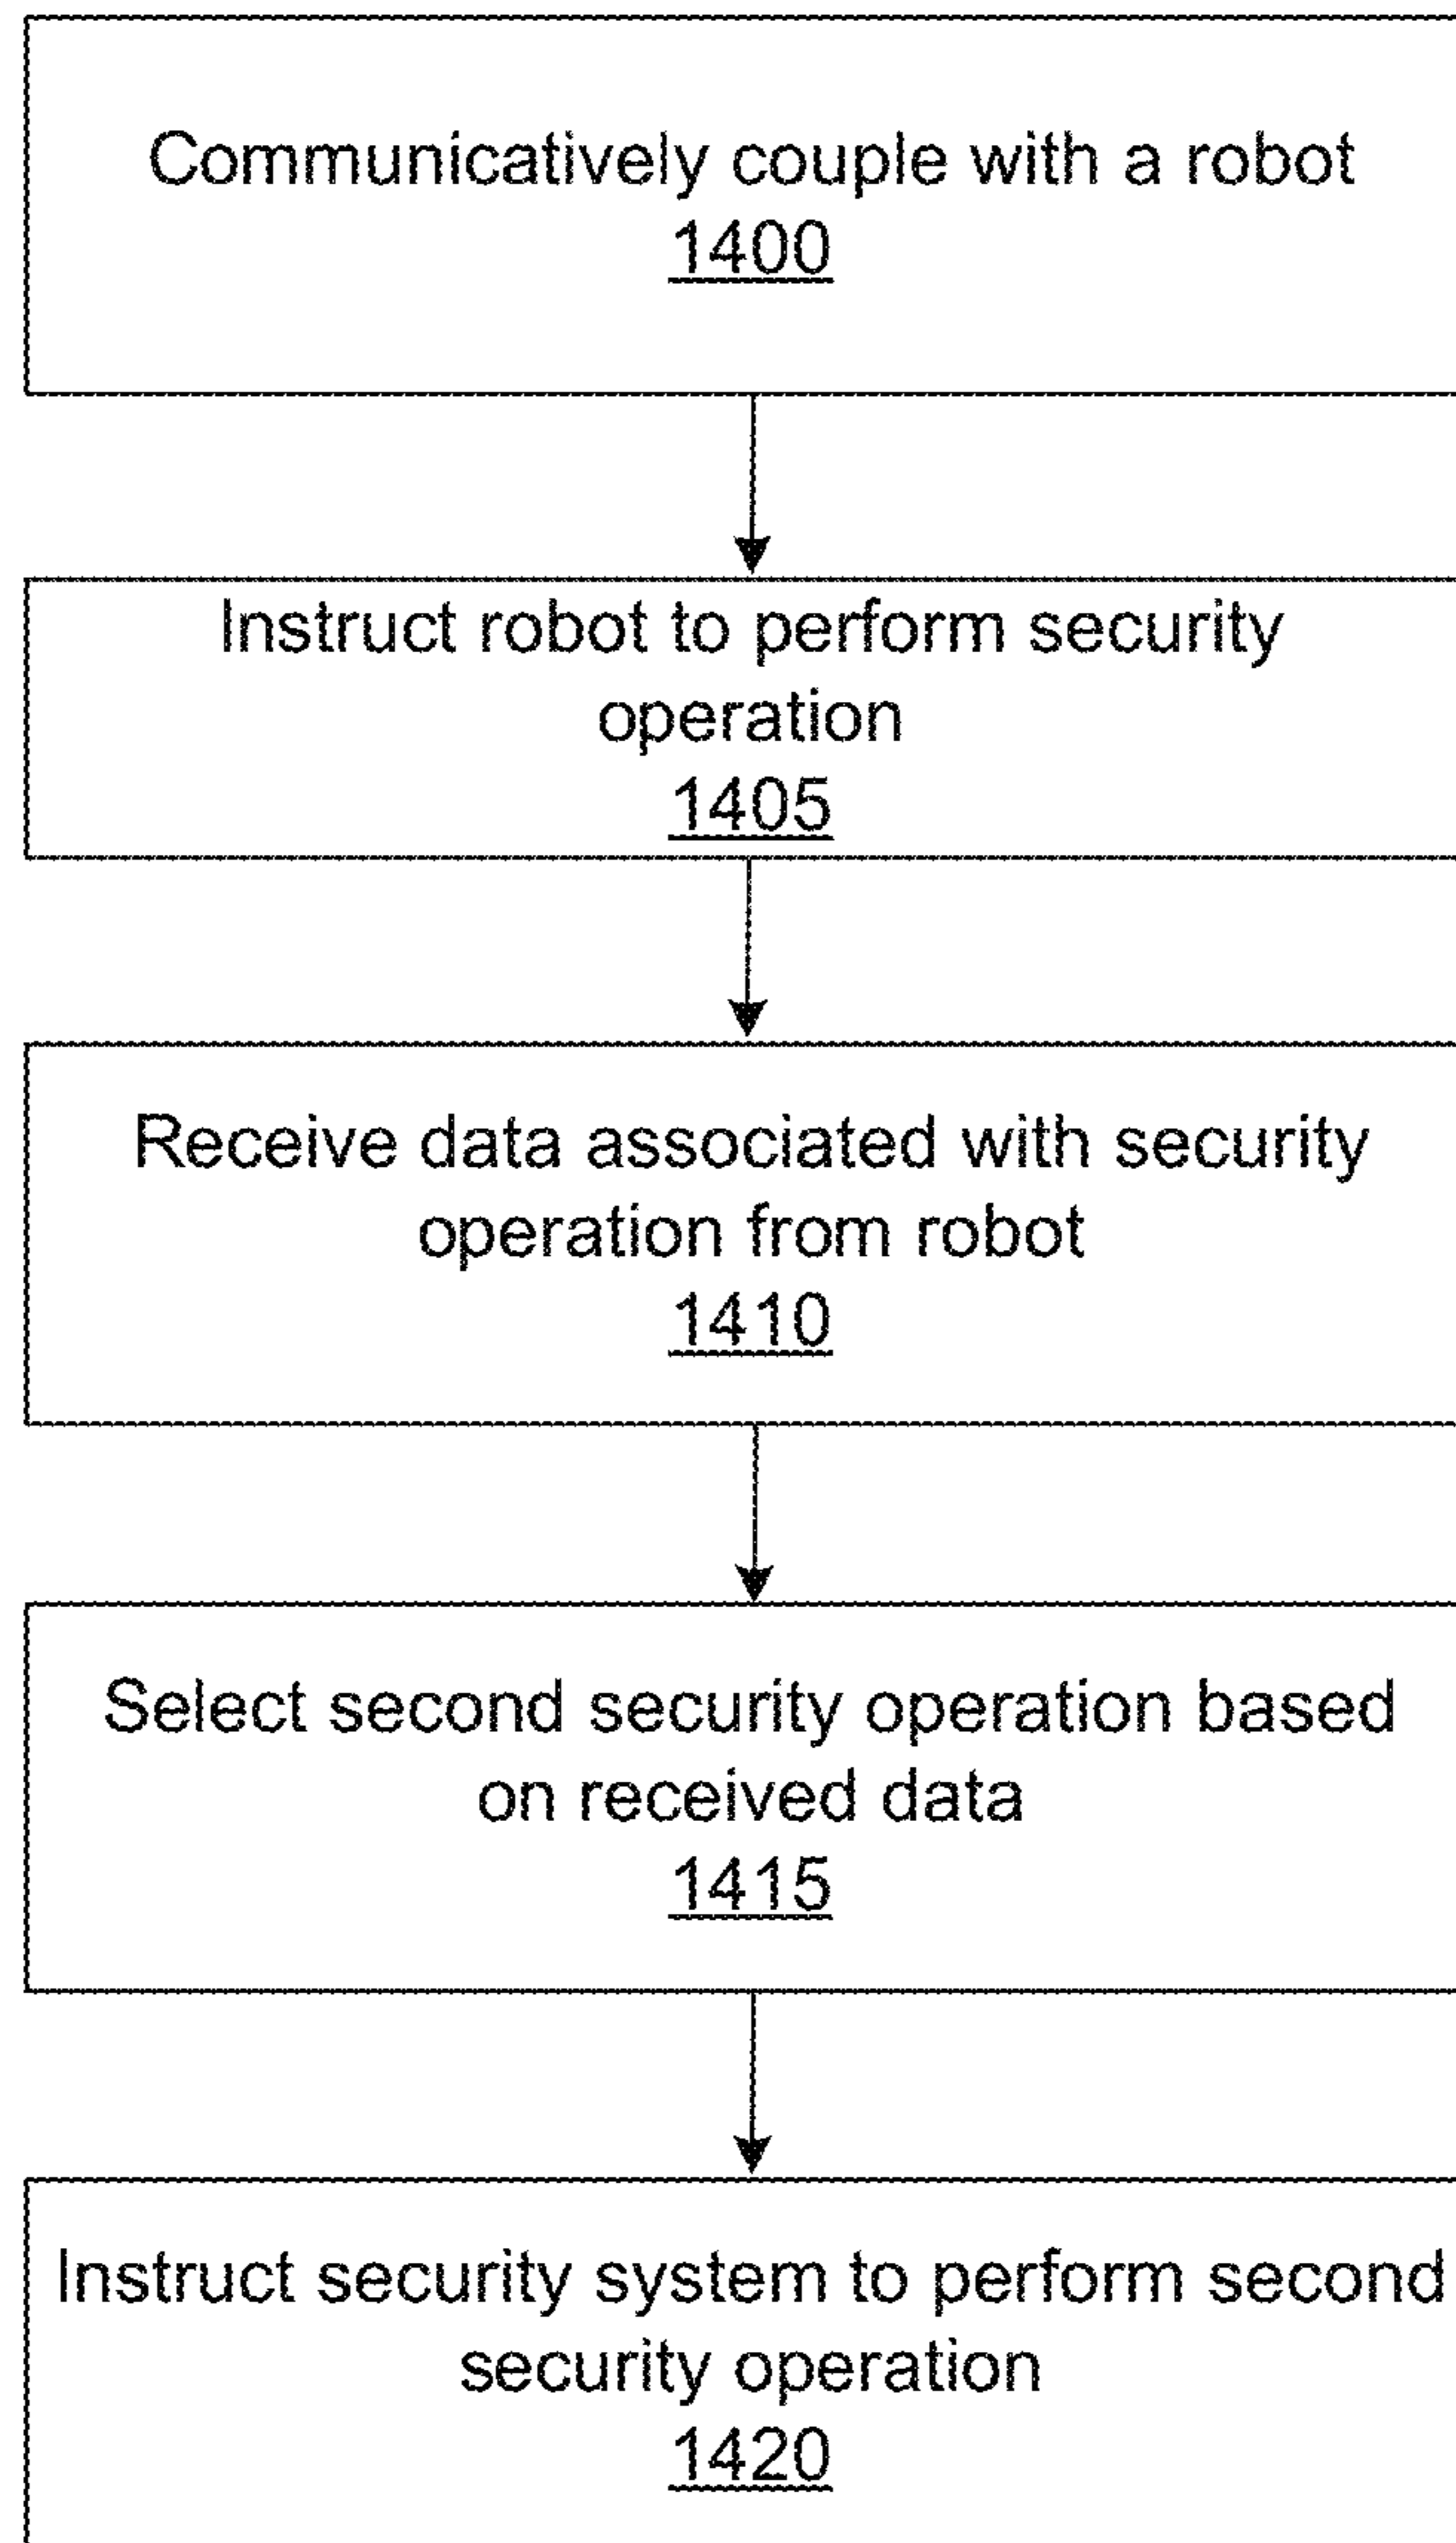 Communicatively couple with a robot
1400
Instruct robot to perform security
operation
1405
Receive data associated with security
operation from robot
1410
Select second security operation based
on received data
1415
Instruct security system to perform second
security operation
1420